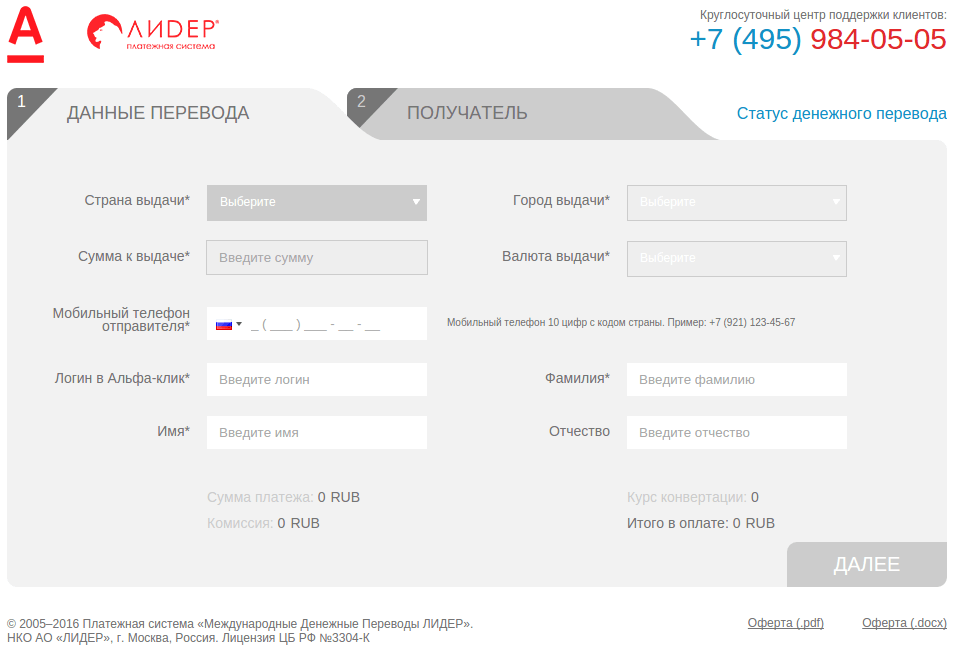 ЛИДЕР®
ПЛАТЕЖНАЯ СИСТЕМА
Круглосуточный центр поддержки клиентов:
+7 (495) 984-05-05
1
ДАННЫЕ ПЕРЕВОДА
2
ПОЛУЧАТЕЛЬ
Статус денежного перевода
Страна выдачи*
Выберите
Город выдачи*
Выберите
Сумма к выдаче*
Введите сумму
Валюта выдачи*
Выберите
Мобильный телефон
отправителя*
_ ( ___ ) ___ - __ - __
Мобильный телефон 10 цифр с кодом страны. Пример: +7 (921) 123-45-67
Логин в Альфа-клик*
Введите логин
Фамилия*
Введите фамилию
Имя*
Введите имя
Отчество
Введите отчество
Сумма платежа: 0 RUB
Курс конвертации: 0
Комиссия: 0 RUB
Итого в оплате: 0 RUB
ДАЛЕЕ
© 2005–2016 Платежная система «Международные Денежные Переводы ЛИДЕР».
НКО АО «ЛИДЕР», г. Москва, Россия. Лицензия ЦБ РФ №3304-К
Оферта (.pdf)
Оферта (.docx)